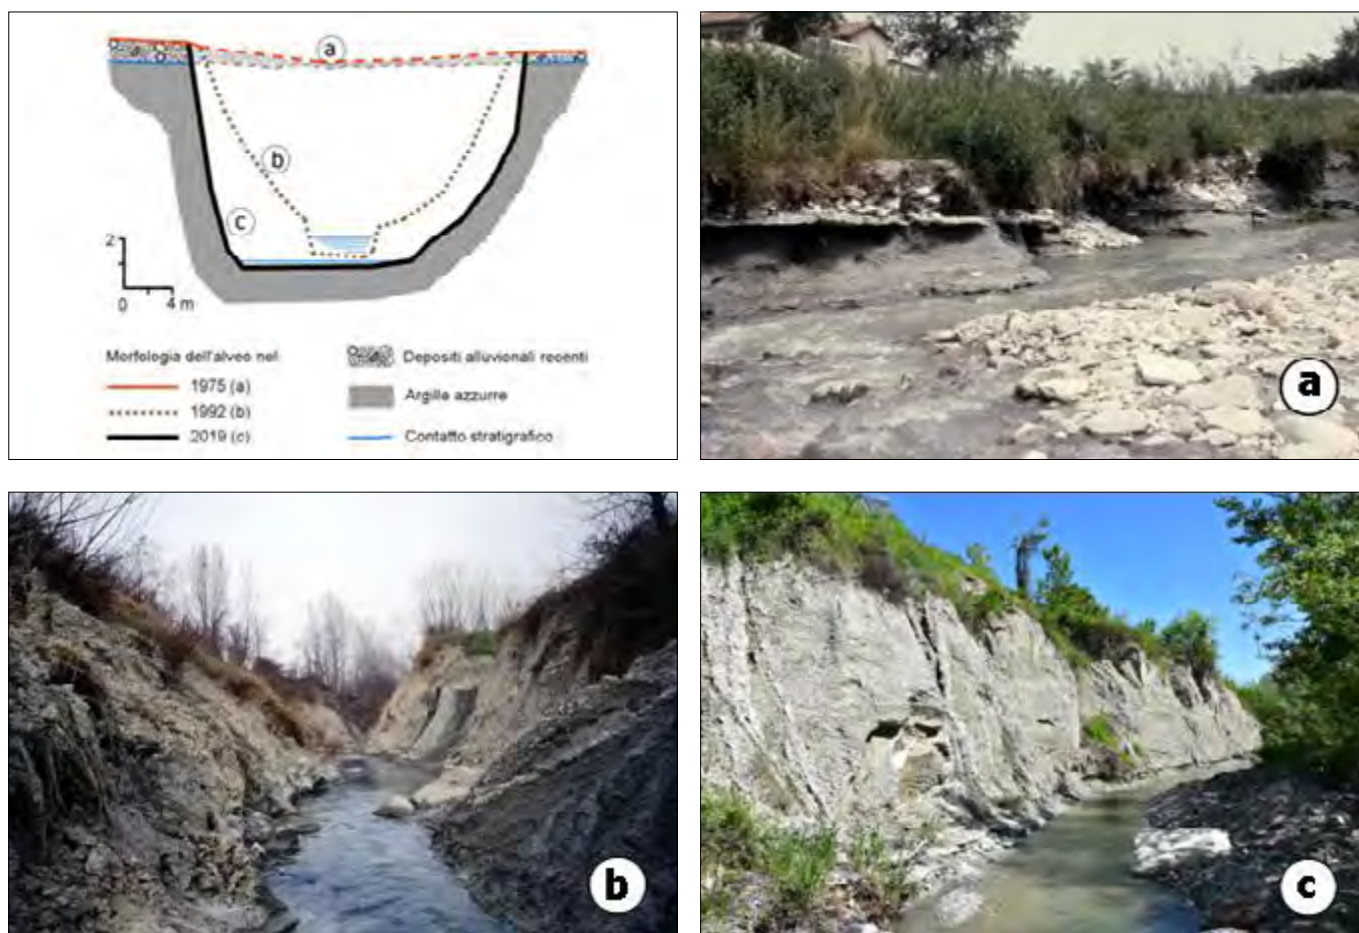 a
b
c
2
0 4 m
Morfologia dell'alveo nel
1975 (a)
1992 (b)
2019 (c)
Depositi alluvionali recenti
Argille azzurre
Contatto stratigrafico
a
b
c